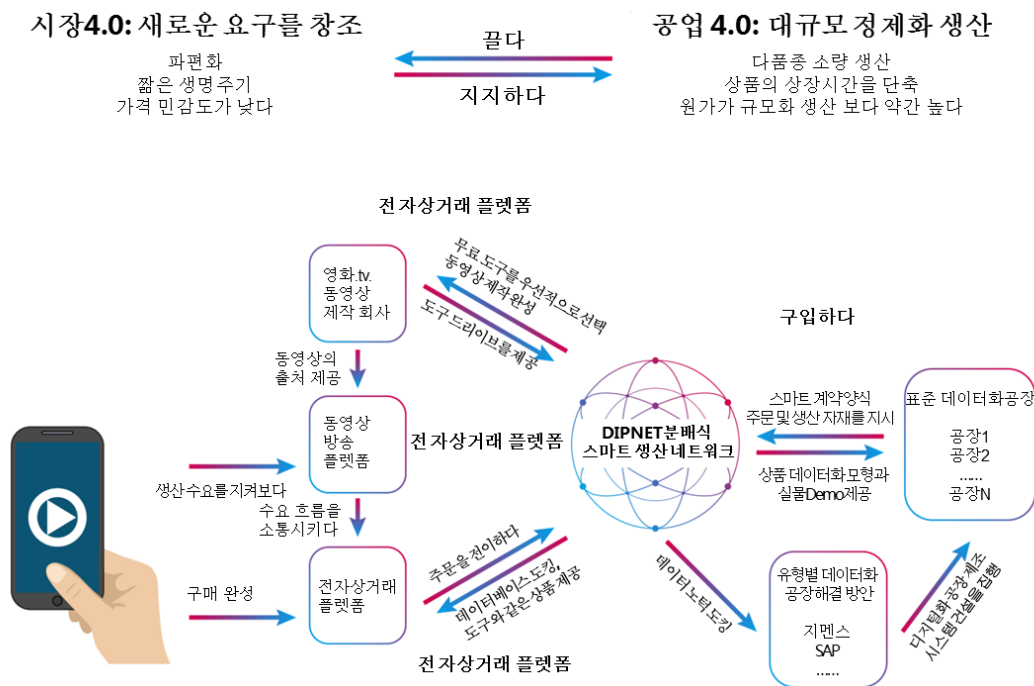 시장4.0: 새로운 요구를 창조
파편화
짧은 생명주기
가격 민감도가 낮다
끌다
지지하다
공업 4.0: 대규모 정제화 생산
다품종 소량 생산
상품의 상장시간을 단축
원가가 규모화 생산 보다 약간 높다
전자상거래 플렛폼
영화.tv.
동영상
제작 회사
무료 도구를 우선적으로 선택
동영상 제작 완성
도구 드리이브를 제공
구입하다
동영상의
출처 제공
동영상
방송
플렛폼
전자상거래 플렛폼
DIPNET분배식
스마트 생산 네트워크
스마트 계약양식
주문 및 생산 자재를 지시
상품 데이터화 모형과
실물Demo제공
표준 데이터화공장
공장1
공장2
......
공장N
생산 수요를 지켜보다
수요 흐름을
소통시키다
구매 완성
전자상거래
플렛폼
주문을 전이하다
데이터베이스 도킹,
도구와 같은 상품 제공
전자상거래 플렛폼
데이터 노턱 도킹
유형별 데이터화
공장해결 방안
지멘스
SAP
......
다지털화 공장 제조
시스템 건설을 집행